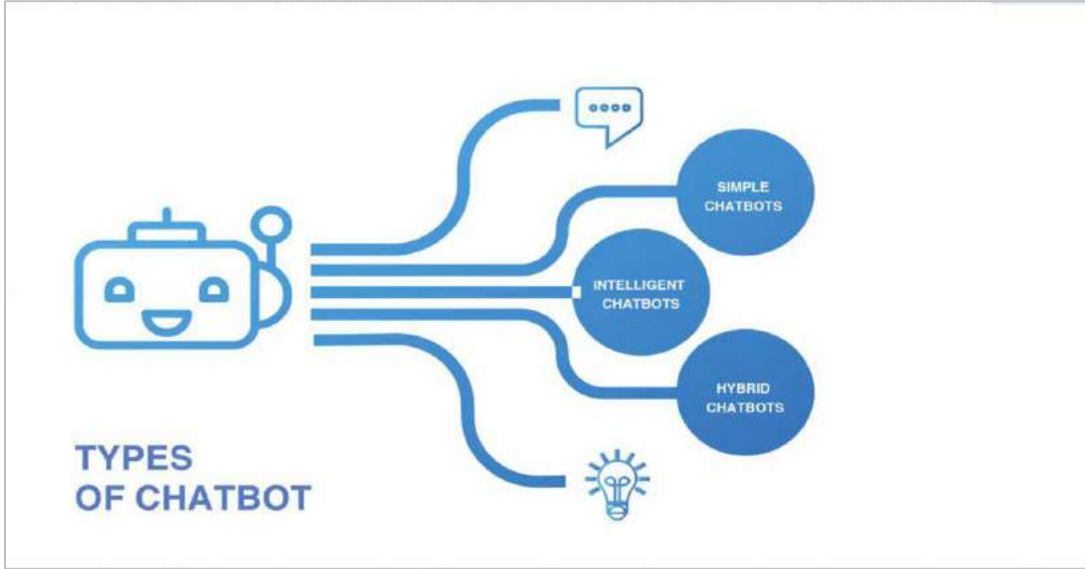 SIMPLE
CHATBOTS
INTELLIGENT
CHATBOTS
HYBRID
CHATBOTS
TYPES
OF CHATBOT